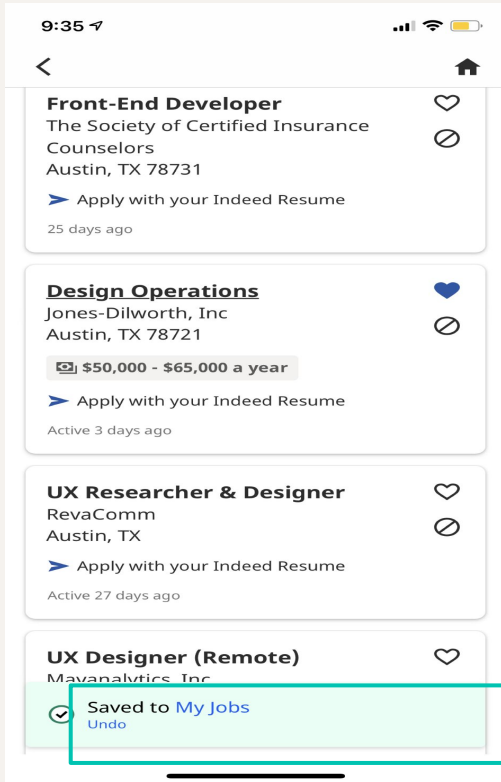 9:35
Front-End Developer
The Society of Certified Insurance
Counselors
Austin, TX 78731
Apply with your Indeed Resume
25 days ago
Design Operations
Jones-Dilworth, Inc
Austin, TX 78721
$50,000 - $65,000 a year
Apply with your Indeed Resume
Active 3 days ago
UX Researcher & Designer
RevaComm
Austin, TX
Apply with your Indeed Resume
Active 27 days ago
UX Designer (Remote)
Mayanalytics, Inc
Saved to My Jobs
Undo